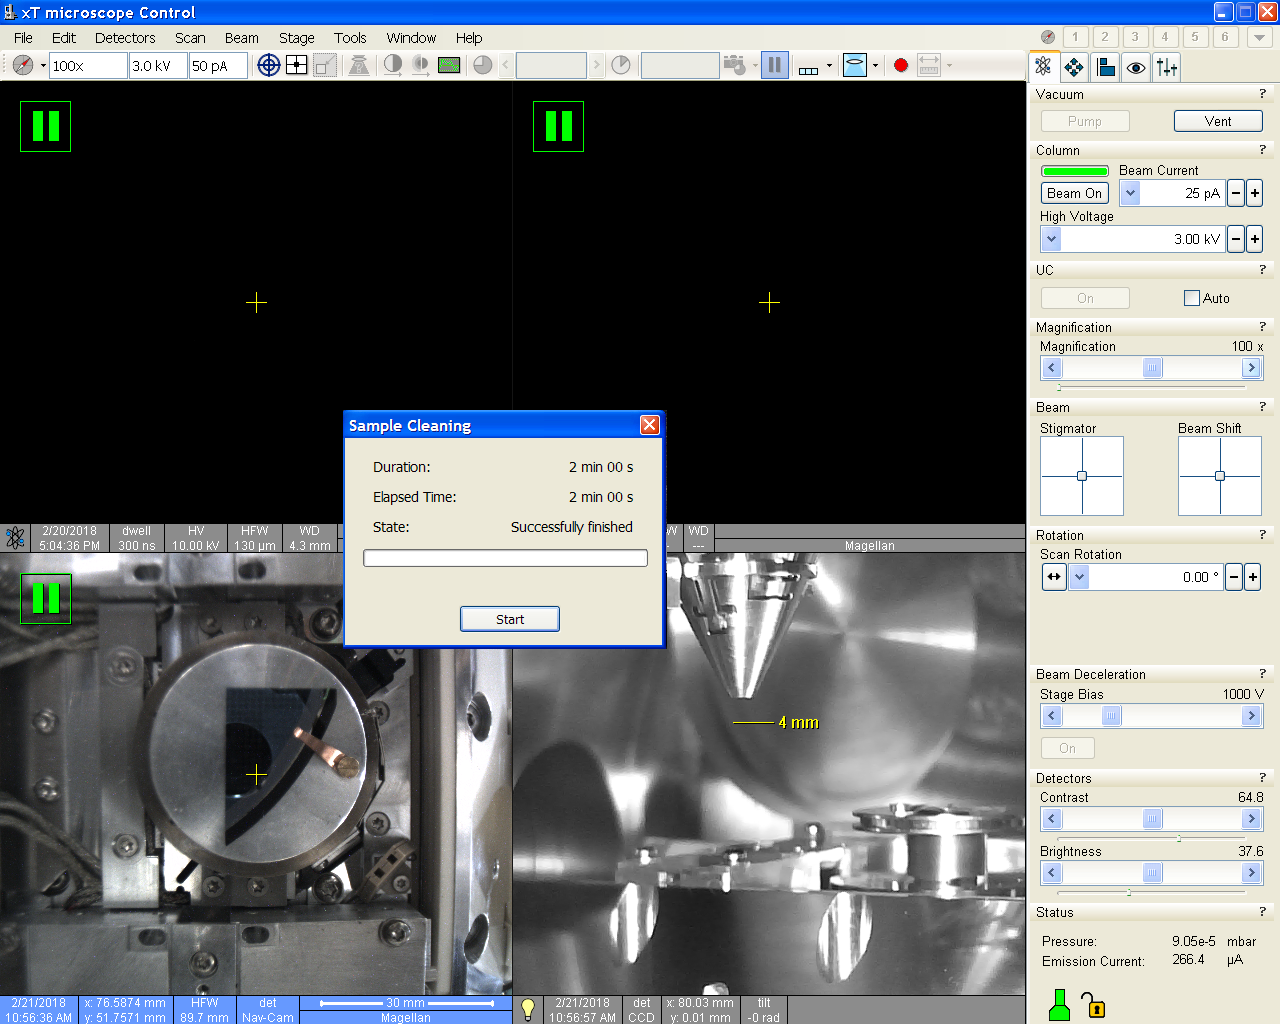 xT microscope Control
File Edit Detectors Scan Beam Stage Tools Window Help
1 2 3 4 5 6
100x 3.0 kV 50 pA
Vacuum ?
Pump Vent
Column ?
Beam Current
Beam On 25 pA
High Voltage
3.00 kV
UC ?
On Auto
Magnification ?
Magnification 100 x
Beam ?
Stigmator Beam Shift
Rotation ?
Scan Rotation
0.00 °
Beam Deceleration ?
Stage Bias 1000 V
On
Detectors ?
Contrast 64.8
Brightness 37.6
Status ?
Pressure: 9.05e-5 mbar
Emission Current: 266.4 µA
Sample Cleaning
Duration: 2 min 00 s
Elapsed Time: 2 min 00 s
State: Successfully finished
Start
2/20/2018 dwell HV HFW WD
5:04:36 PM 300 ns 10.00 kV 130 µm 4.3 mm
WD
--- Magellan
4 mm
2/21/2018 x: 76.5874 mm HFW det 30 mm
10:56:36 AM y: 51.7571 mm 89.7 mm Nav-Cam Magellan
2/21/2018 det x: 80.03 mm tilt
10:56:57 AM CCD y: 0.01 mm -0 rad